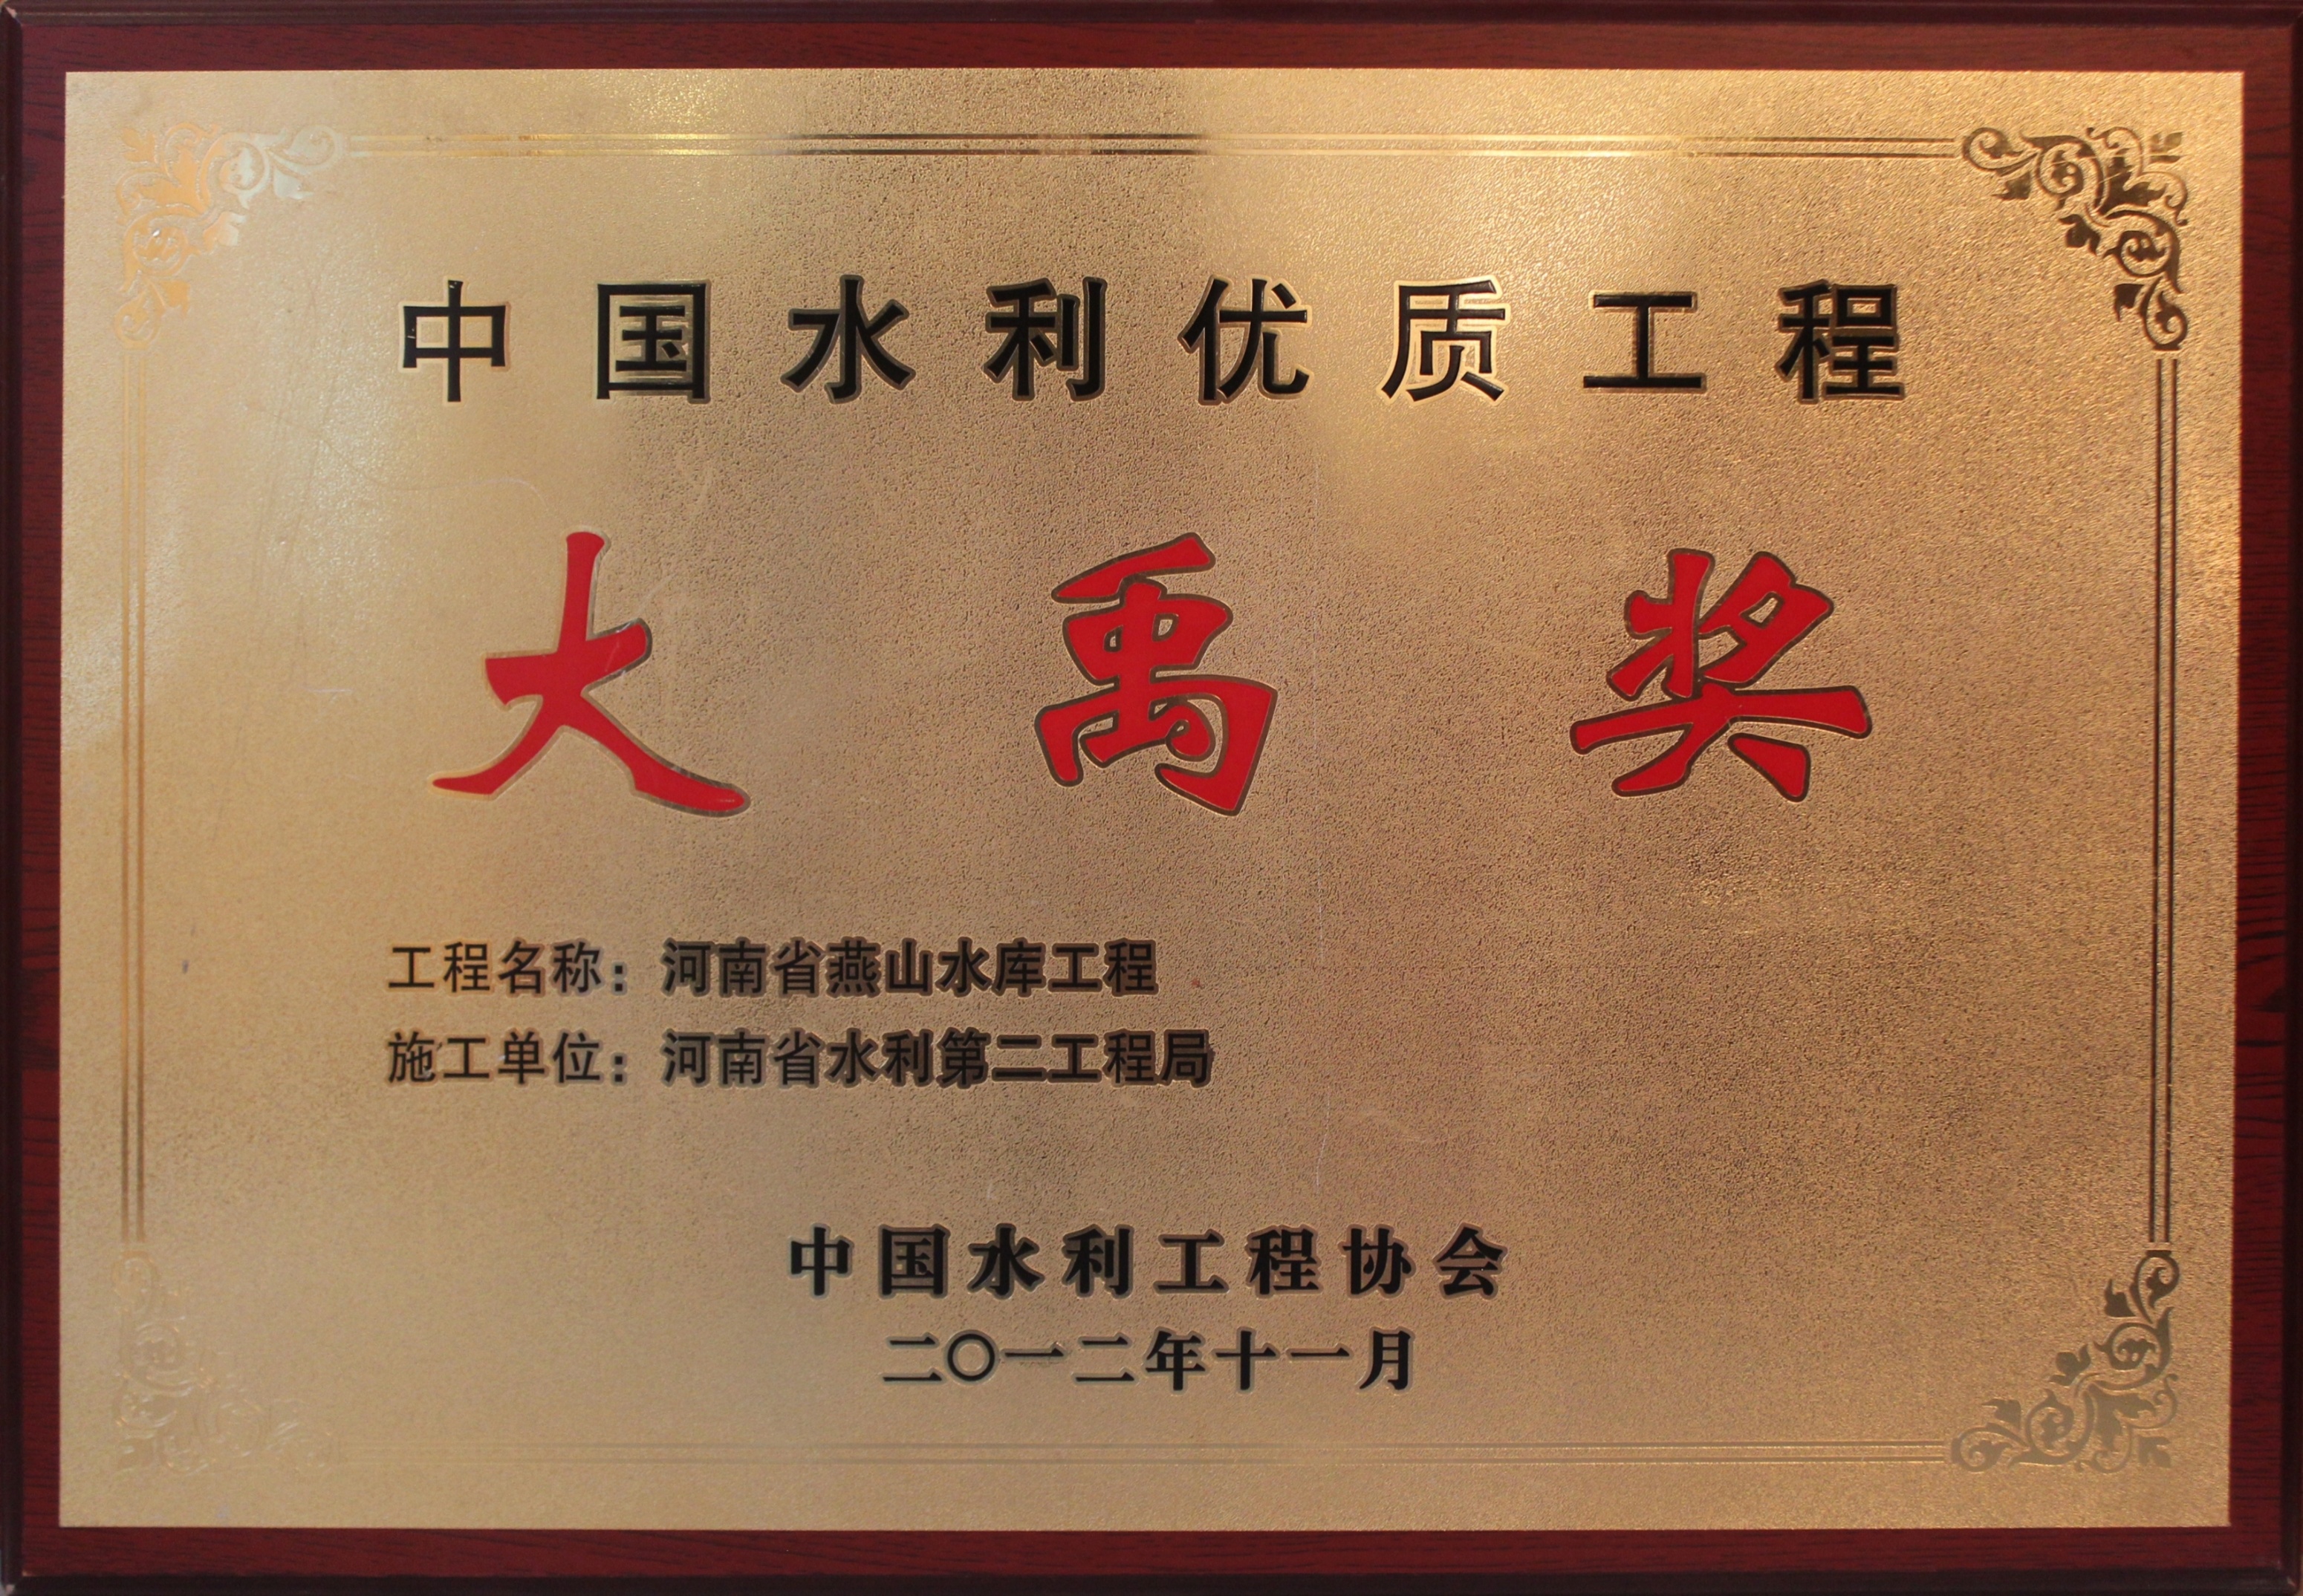 中国水利优质工程
大禹奖
工程名称：河南省燕山水库工程
施工单位：河南省水利第二工程局
中国水利工程协会
二〇一二年十一月